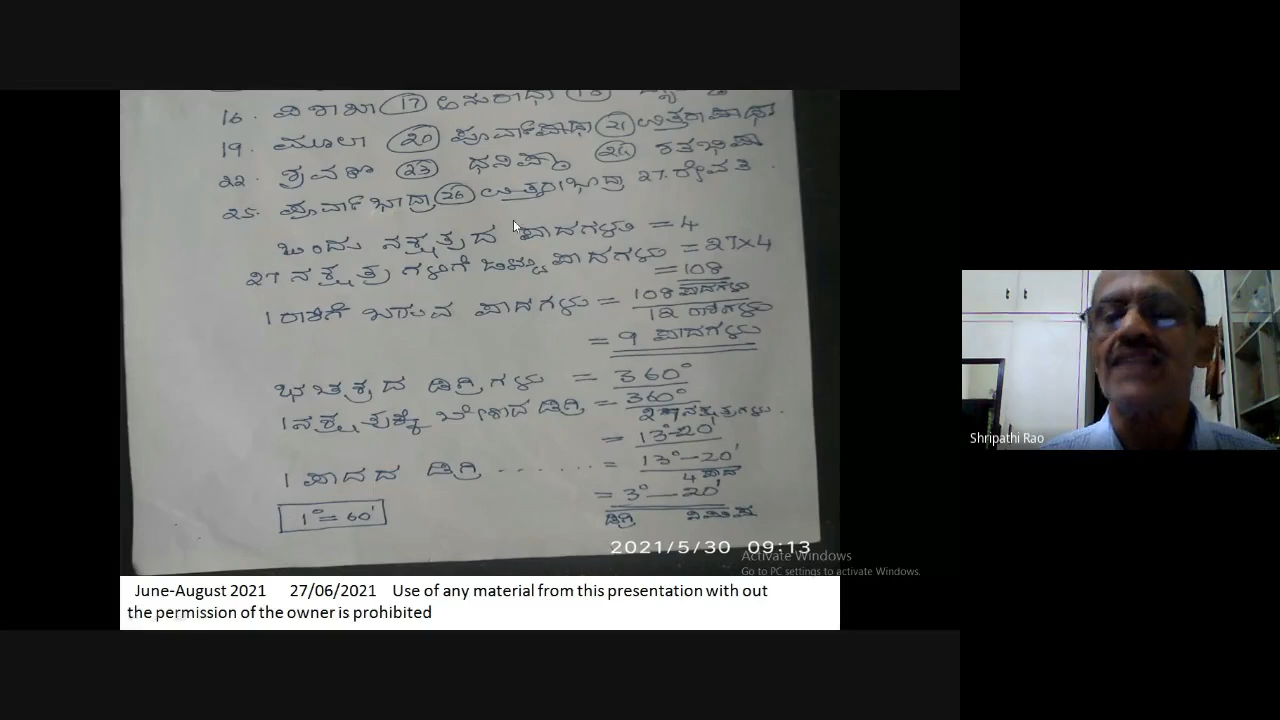 16. ವಿಶಾಖಾ 17 ಅನುರಾಧಾ 18
19. ಮೂಲಾ 20 ಪೂರ್ವಾಷಾಢಾ 21 ಉತ್ತರಾಷಾಢಾ
22. ಶ್ರವಣ 23 ಧನಿಷ್ಠಾ 24 ಶತಭಿಷಾ
25. ಪೂರ್ವಾಭಾದ್ರಾ 26 ಉತ್ತರಾಭಾದ್ರಾ 27. ರೇವತಿ
ಒಂದು ನಕ್ಷತ್ರದ ಪಾದಗಳು = 4
27 ನಕ್ಷತ್ರಗಳಿಗೆ ಒಟ್ಟು ಪಾದಗಳು = 27x4
= 108
1 ರಾಶಿಗೆ ಬರುವ ಪಾದಗಳು = 108 ಪಾದಗಳು
12 ರಾಶಿಗಳು
= 9 ಪಾದಗಳು
ಭಚಕ್ರದ ಡಿಗ್ರಿಗಳು = 360°
1 ನಕ್ಷತ್ರಕ್ಕೆ ಬೇಕಾದ ಡಿಗ್ರಿ = 360°
27 ನಕ್ಷತ್ರಗಳು.
= 13°-20'
1 ಪಾದದ ಡಿಗ್ರಿ ....... = 13°-20'
4 ಪಾದ
= 3°-20'
1° = 60'
ಡಿಗ್ರಿ ನಿಮಿಷ
2021/5/30 09:13
Activate Windows
Go to PC settings to activate Windows.
June-August 2021 27/06/2021 Use of any material from this presentation with out
the permission of the owner is prohibited
Shripathi Rao